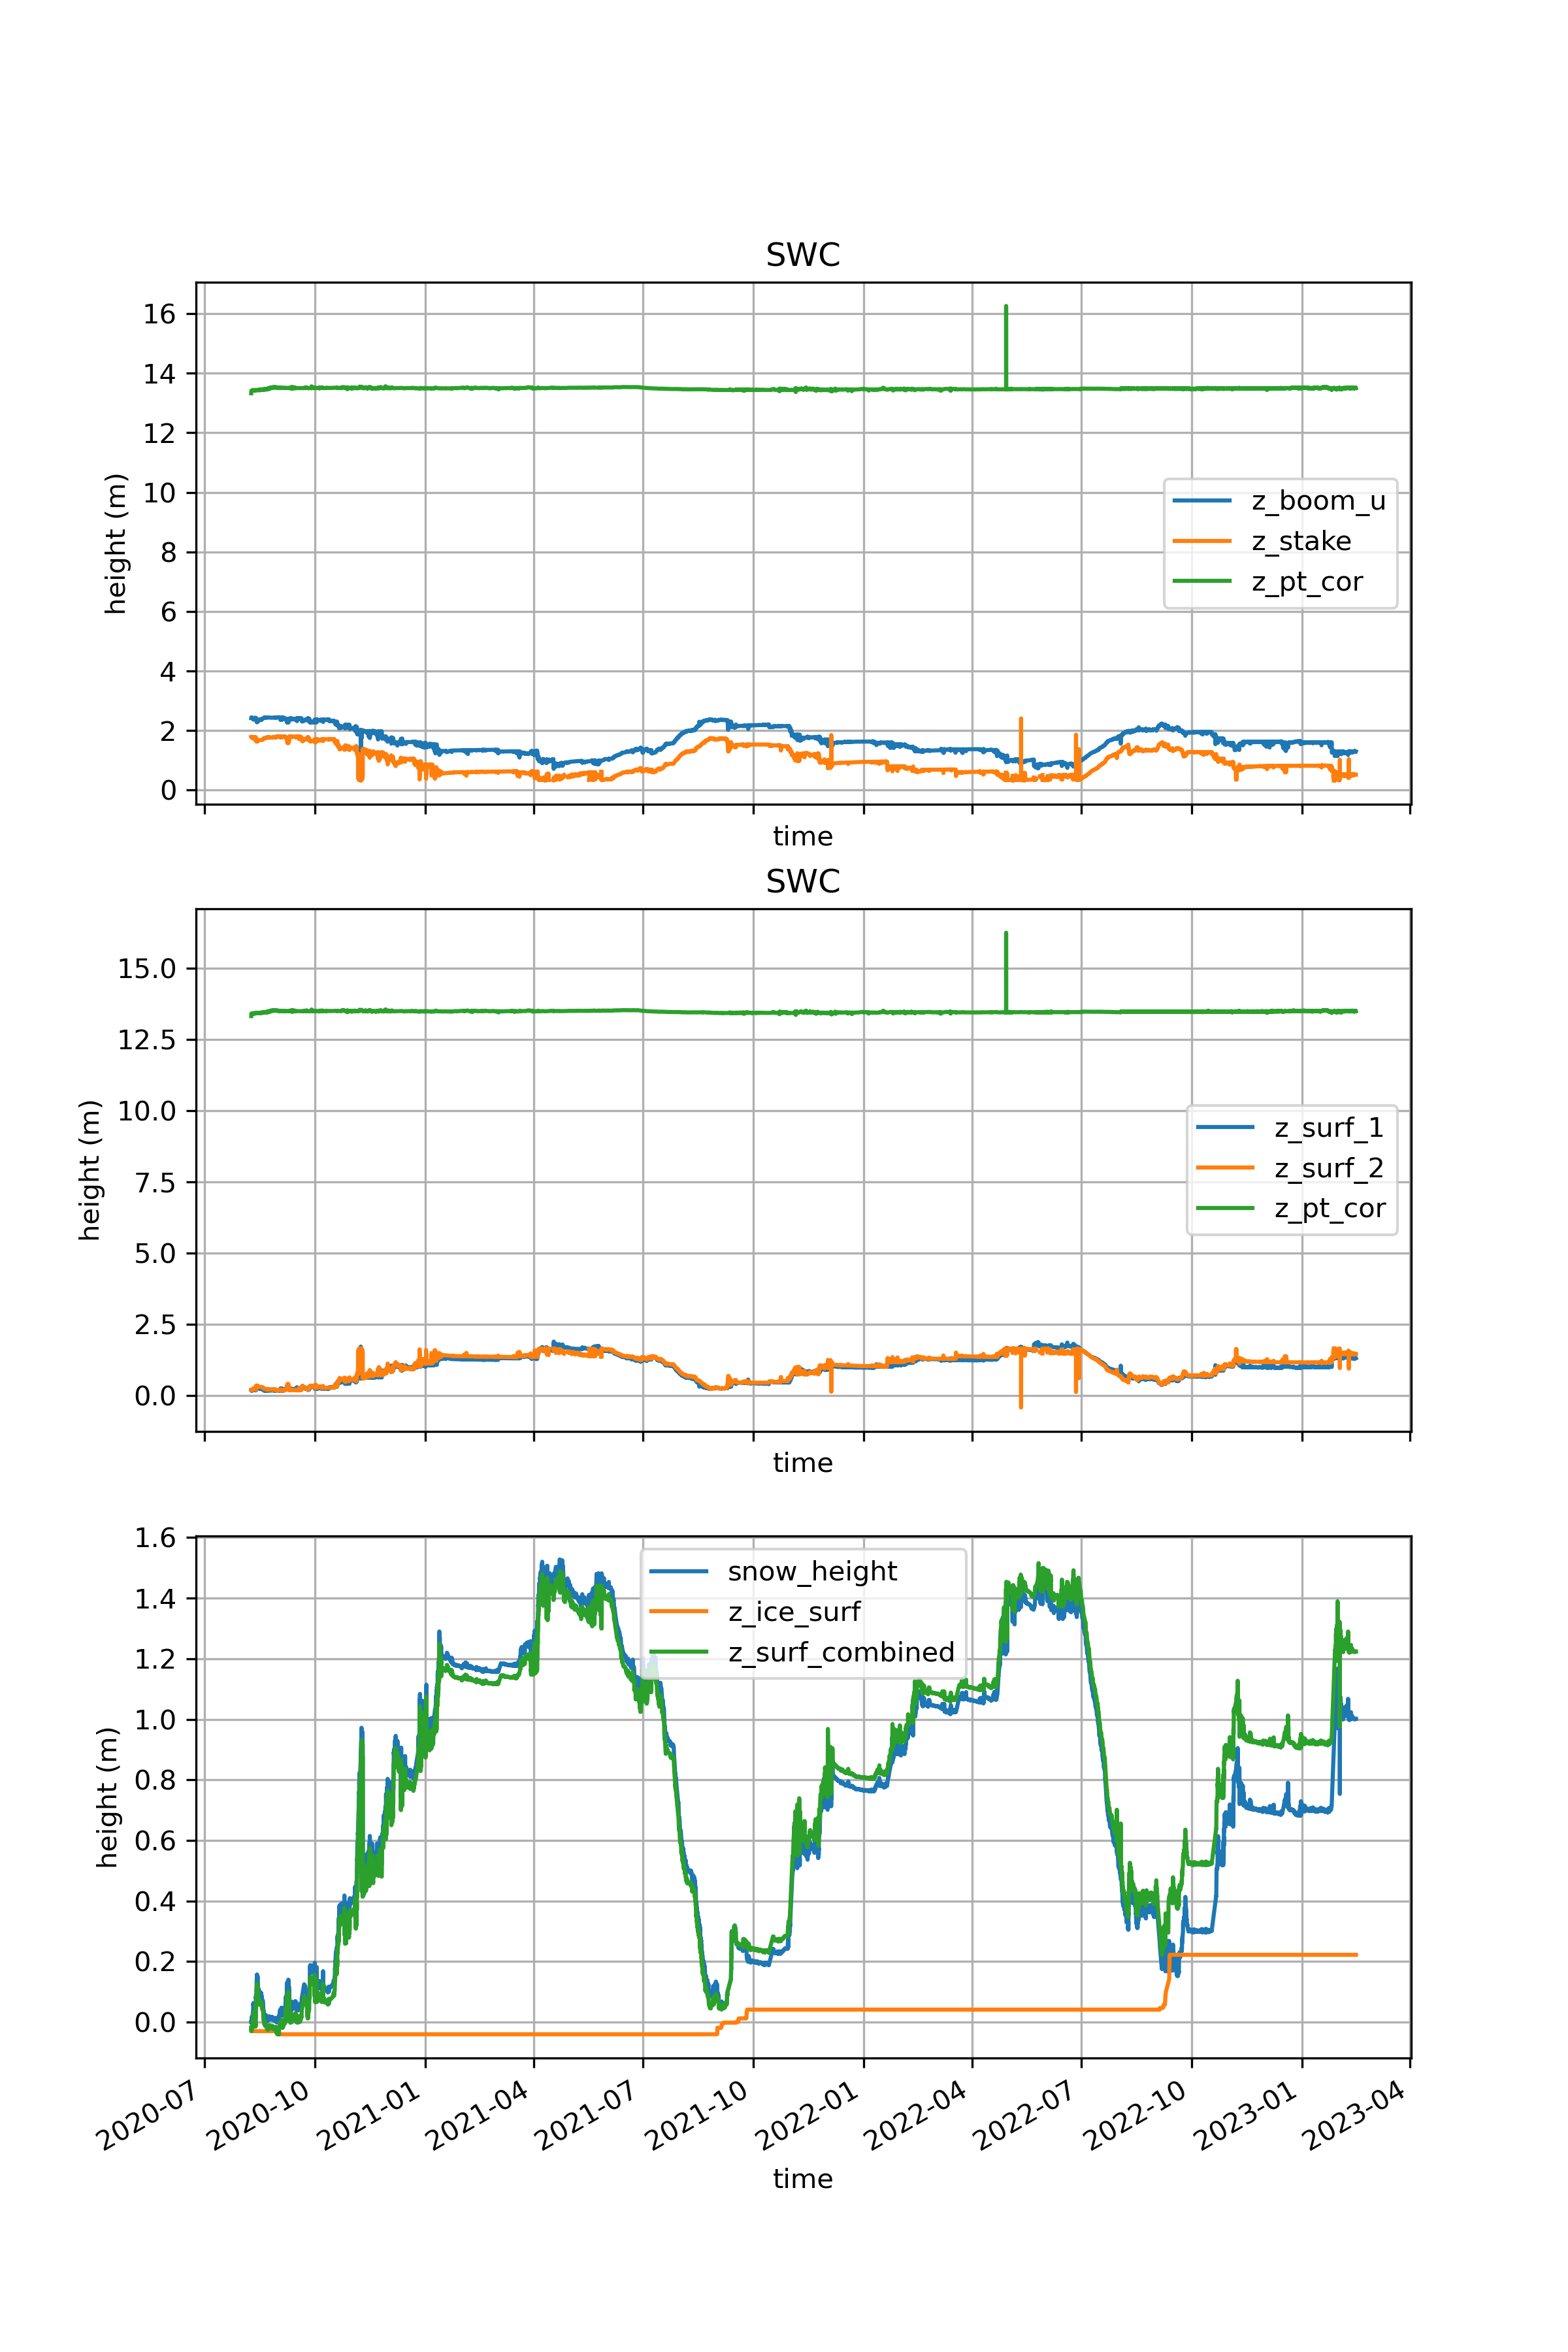 SWC
16
14
12
10
8
6
4
2
0
height (m)
z_boom_u
z_stake
z_pt_cor
time
SWC
15.0
12.5
10.0
7.5
5.0
2.5
0.0
height (m)
z_surf_1
z_surf_2
z_pt_cor
time
1.6
1.4
1.2
1.0
0.8
0.6
0.4
0.2
0.0
height (m)
snow_height
z_ice_surf
z_surf_combined
2020-07
2020-10
2021-01
2021-04
2021-07
2021-10
2022-01
2022-04
2022-07
2022-10
2023-01
2023-04
time